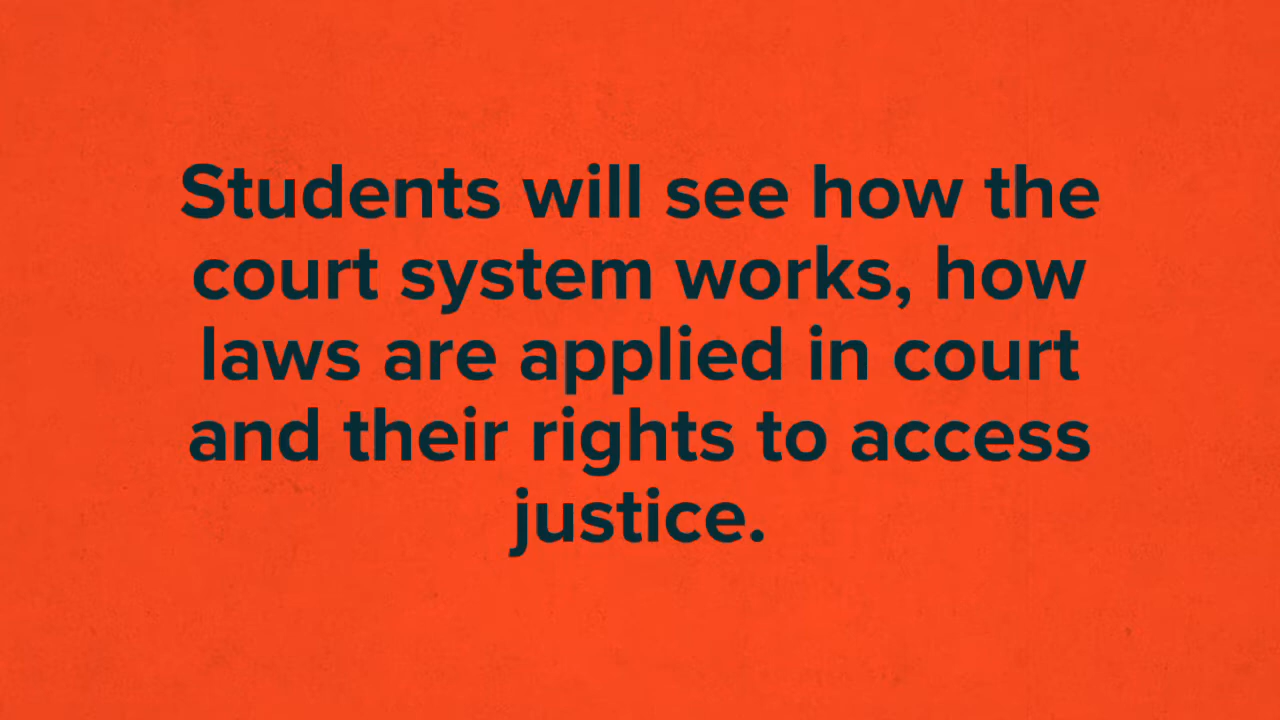 Students will see how the
court system works, how
laws are applied in court
and their rights to access
justice.